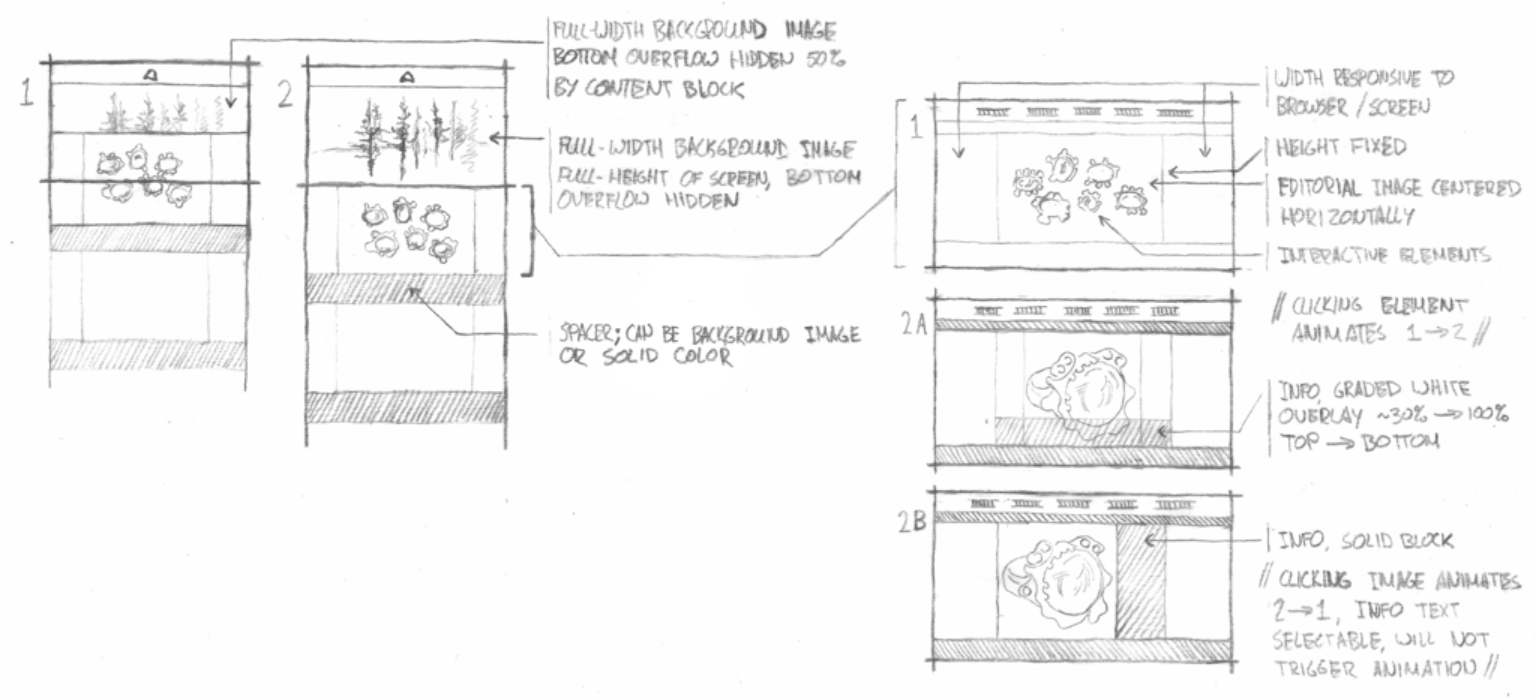 1
2
FULL-WIDTH BACKGROUND IMAGE
BOTTOM OVERFLOW HIDDEN 50%
BY CONTENT BLOCK
FULL-WIDTH BACKGROUND IMAGE
FULL-HEIGHT OF SCREEN, BOTTOM
OVERFLOW HIDDEN
SPACER; CAN BE BACKGROUND IMAGE
OR SOLID COLOR
1
WIDTH RESPONSIVE TO
BROWSER/SCREEN
HEIGHT FIXED
EDITORIAL IMAGE CENTERED
HORIZONTALLY
INTERACTIVE ELEMENTS
2A
// CLICKING ELEMENT
ANIMATES 1→2 //
INFO, GRADED WHITE
OVERLAY ~30% → 100%
TOP → BOTTOM
2B
INFO, SOLID BLOCK
// CLICKING IMAGE ANIMATES
2→1, INFO TEXT
SELECTABLE, WILL NOT
TRIGGER ANIMATION //